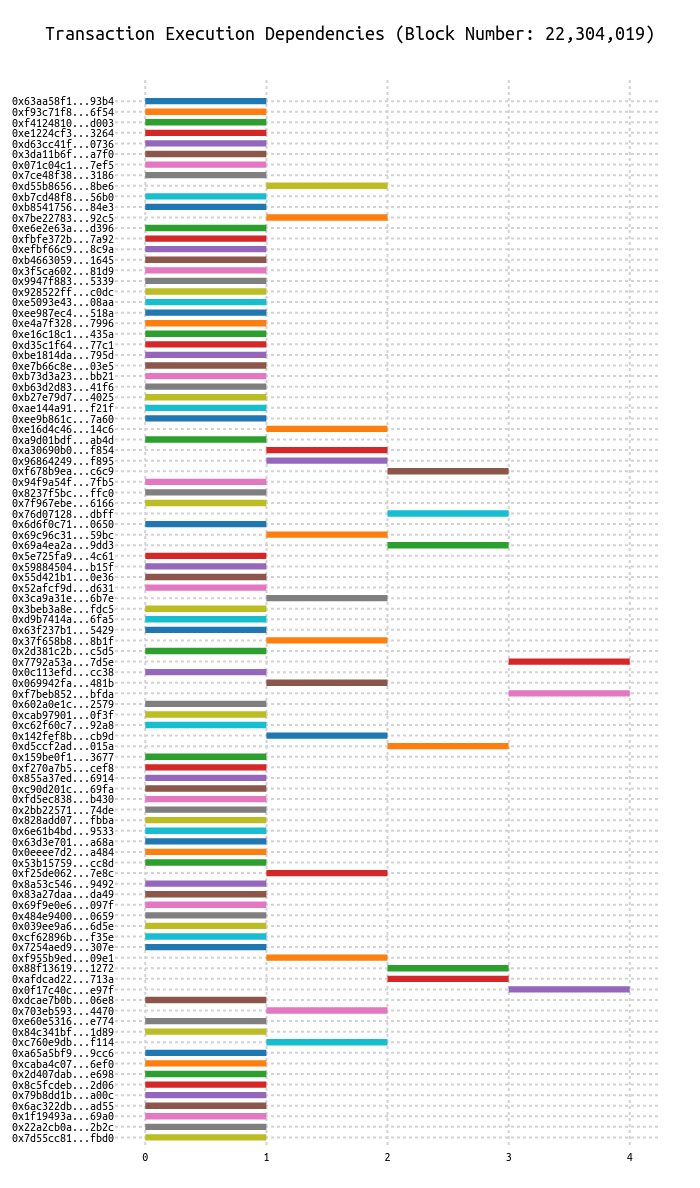 Transaction Execution Dependencies (Block Number: 22,304,019)
0x63aa58f1...93b4
0xf93c71f8...6f54
0xf4124810...d003
0xe1224cf3...3264
0xd63cc41f...0736
0x3da11b6f...a7f0
0x071c04c1...7ef5
0x7ce48f38...3186
0xd55b8656...8be6
0xb7cd48f8...56b0
0xb8541756...84e3
0x7be22783...92c5
0xe6e2e63a...d396
0xfbfe372b...7a92
0xefbf66c9...8c9a
0xb4663059...1645
0x3f5ca602...81d9
0x9947f883...5339
0x928522ff...c0dc
0xe5093e43...08aa
0xee987ec4...518a
0xe4a7f328...7996
0xe16c18c1...435a
0xd35c1f64...77c1
0xbe1814da...795d
0xe7b66c8e...03e5
0xb73d3a23...bb21
0xb63d2d83...41f6
0xb27e79d7...4025
0xae144a91...f21f
0xee9b861c...7a60
0xe16d4c46...14c6
0xa9d01bdf...ab4d
0xa30690b0...f854
0x96864249...f895
0xf678b9ea...c6c9
0x94f9a54f...7fb5
0x8237f5bc...ffc0
0x7f967ebe...6166
0x76d07128...dbff
0x6d6f0c71...0650
0x69c96c31...59bc
0x69a4ea2a...9dd3
0x5e725fa9...4c61
0x59884504...b15f
0x55d421b1...0e36
0x52afcf9d...d631
0x3ca9a31e...6b7e
0x3beb3a8e...fdc5
0xd9b7414a...6fa5
0x63f237b1...5429
0x37f658b8...8b1f
0x2d381c2b...c5d5
0x7792a53a...7d5e
0x0c113efd...cc38
0x069942fa...481b
0xf7beb852...bfda
0x602a0e1c...2579
0xcab97901...0f3f
0xc62f60c7...92a8
0x142fef8b...cb9d
0xd5ccf2ad...015a
0x159be0f1...3677
0xf270a7b5...cef8
0x855a37ed...6914
0xc90d201c...69fa
0xfd5ec838...b430
0x2bb22571...74de
0x828add07...fbba
0x6e61b4bd...9533
0x63d3e701...a68a
0x0eeee7d2...a484
0x53b15759...cc8d
0xf25de062...7e8c
0x8a53c546...9492
0x83a27daa...da49
0x69f9e0e6...097f
0x484e9400...0659
0x039ee9a6...6d5e
0xcf62896b...f35e
0x7254aed9...307e
0xf955b9ed...09e1
0x88f13619...1272
0xafdcad22...713a
0x0f17c40c...e97f
0xdcae7b0b...06e8
0x703eb593...4470
0xe60e5316...e774
0x84c341bf...1d89
0xc760e9db...f114
0xa65a5bf9...9cc6
0xcaba4c07...6ef0
0x2d407dab...e698
0x8c5fcdeb...2d06
0x79b8dd1b...a00c
0x6ac322db...ad55
0x1f19493a...69a0
0x22a2cb0a...2b2c
0x7d55cc81...fbd0
0 1 2 3 4